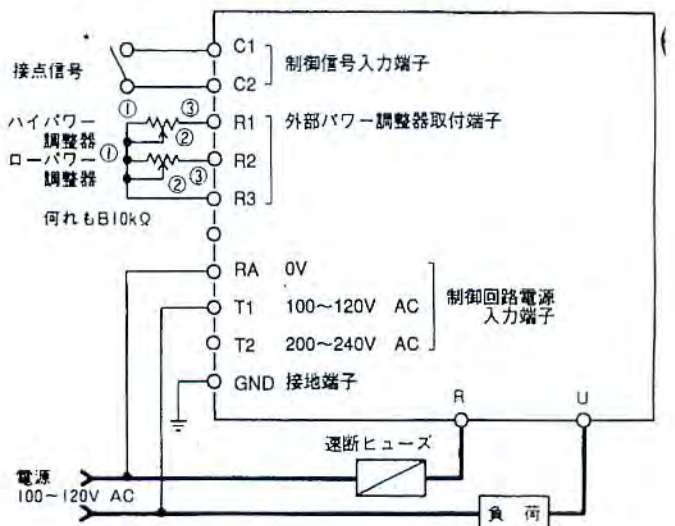 接点信号
C1
C2
制御信号入力端子
ハイパワー
調整器
ローパワー
調整器
①
③
②
①
②③
何れもB10kΩ
R1
R2
R3
外部パワー調整器取付端子
RA 0V
T1 100～120V AC
T2 200～240V AC
制御回路電源
入力端子
GND 接地端子
R
U
速断ヒューズ
電源
100～120V AC
負荷